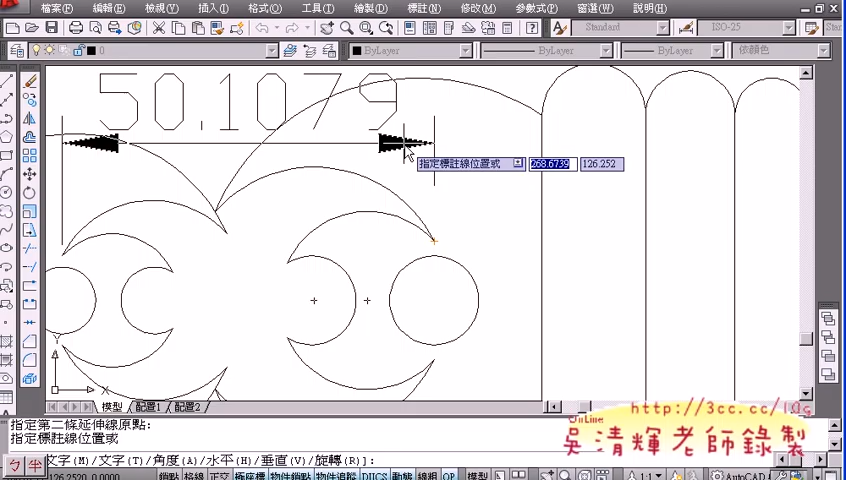 檔案(F) 編輯(E) 檢視(V) 插入(I) 格式(O) 工具(T) 繪製(D) 標註(N) 修改(M) 參數式(P) 窗選(W) 說明(H)
Standard ISO-25 Standard
0 ByLayer ByLayer ByLayer 依顏色
50,1079
指定標註線位置或 268.6739 126.252
Y
X
模型 配置1 配置2
指定第二條延伸線原點:
指定標註線位置或
文字(M)/文字(T)/角度(A)/水平(H)/垂直(V)/旋轉(R)]:
126.2520, 0.0000 鎖點 格線 正交 極座標 物件鎖點 物件追蹤 DUCS 動態 線粗 QP 模型 1:1 AutoCAD
http://3cc.cc/10g
OnLine
吳清輝老師錄製
ㄅ 半